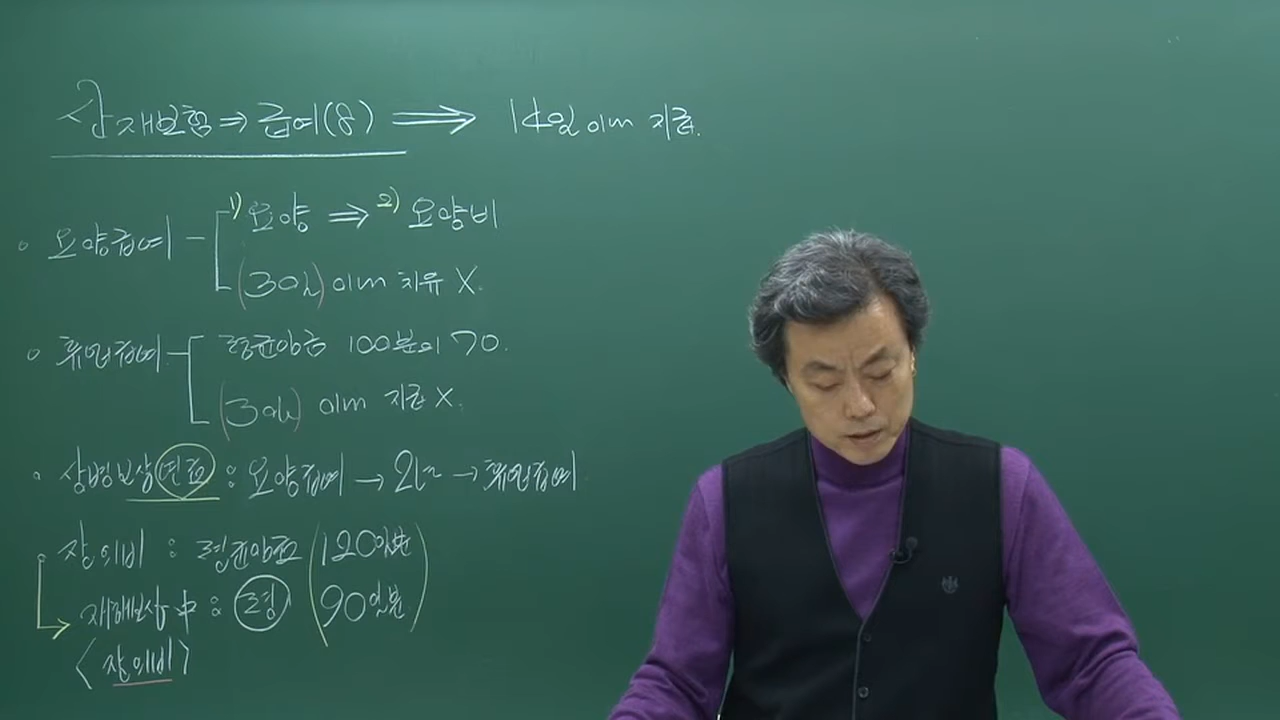 산재보험 ⇒ 급여(8) ⟹ 14일 이내 지급.
• 요양급여 ─ 1) 요양 ⟹ 2) 요양비
(3일) 이내 치유 X.
• 휴업급여 ─ 평균임금 100분의 70.
(3일) 이내 지급 X.
• 상병보상연금 : 요양급여 → 2년 → 휴업급여
• 장의비 : 평균임금 (120일분
재해보상中 : 평임 90일분)
〈장의비〉